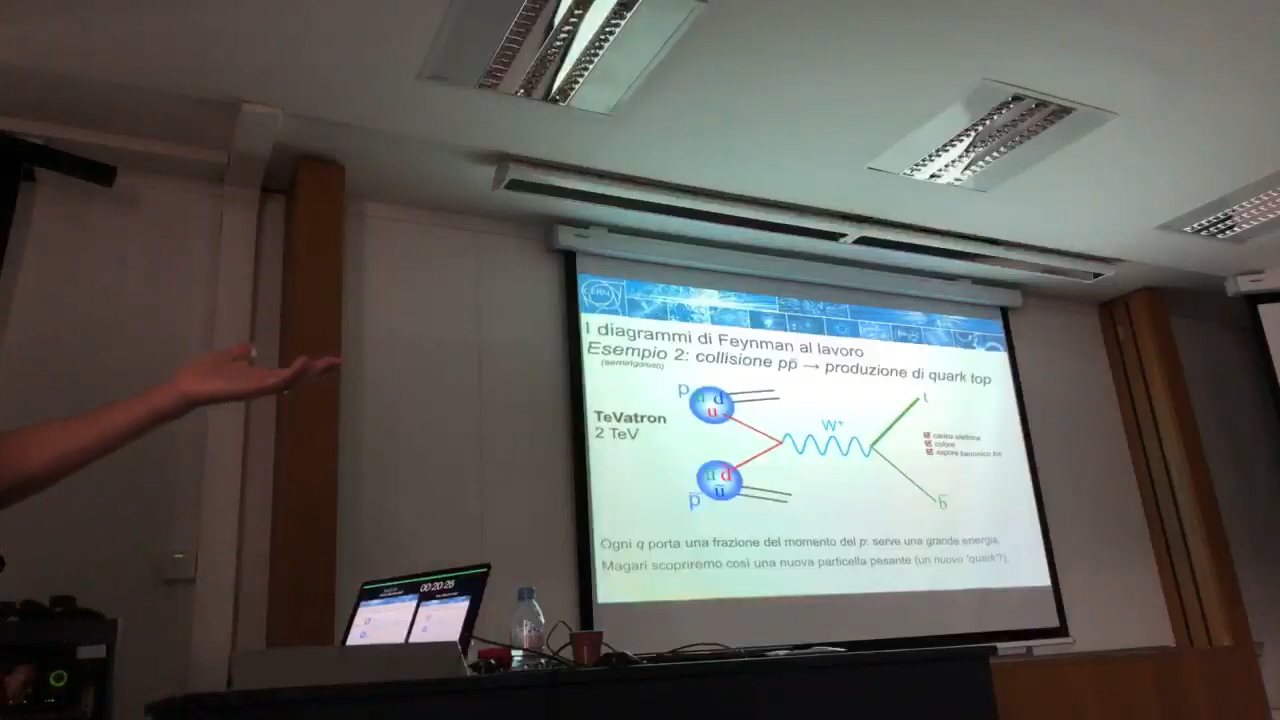 CERN
I diagrammi di Feynman al lavoro
Esempio 2: collisione pp̄ → produzione di quark top
(semirigoroso)
p
u d
u
TeVatron
2 TeV
W⁺
t
carica elettrica
colore
sapore barionico tot
ū d̄
ū
p̄
b̄
Ogni q porta una frazione del momento del p: serve una grande energia.
Magari scopriremo così una nuova particella pesante (un nuovo 'quark'?).
00:20:25